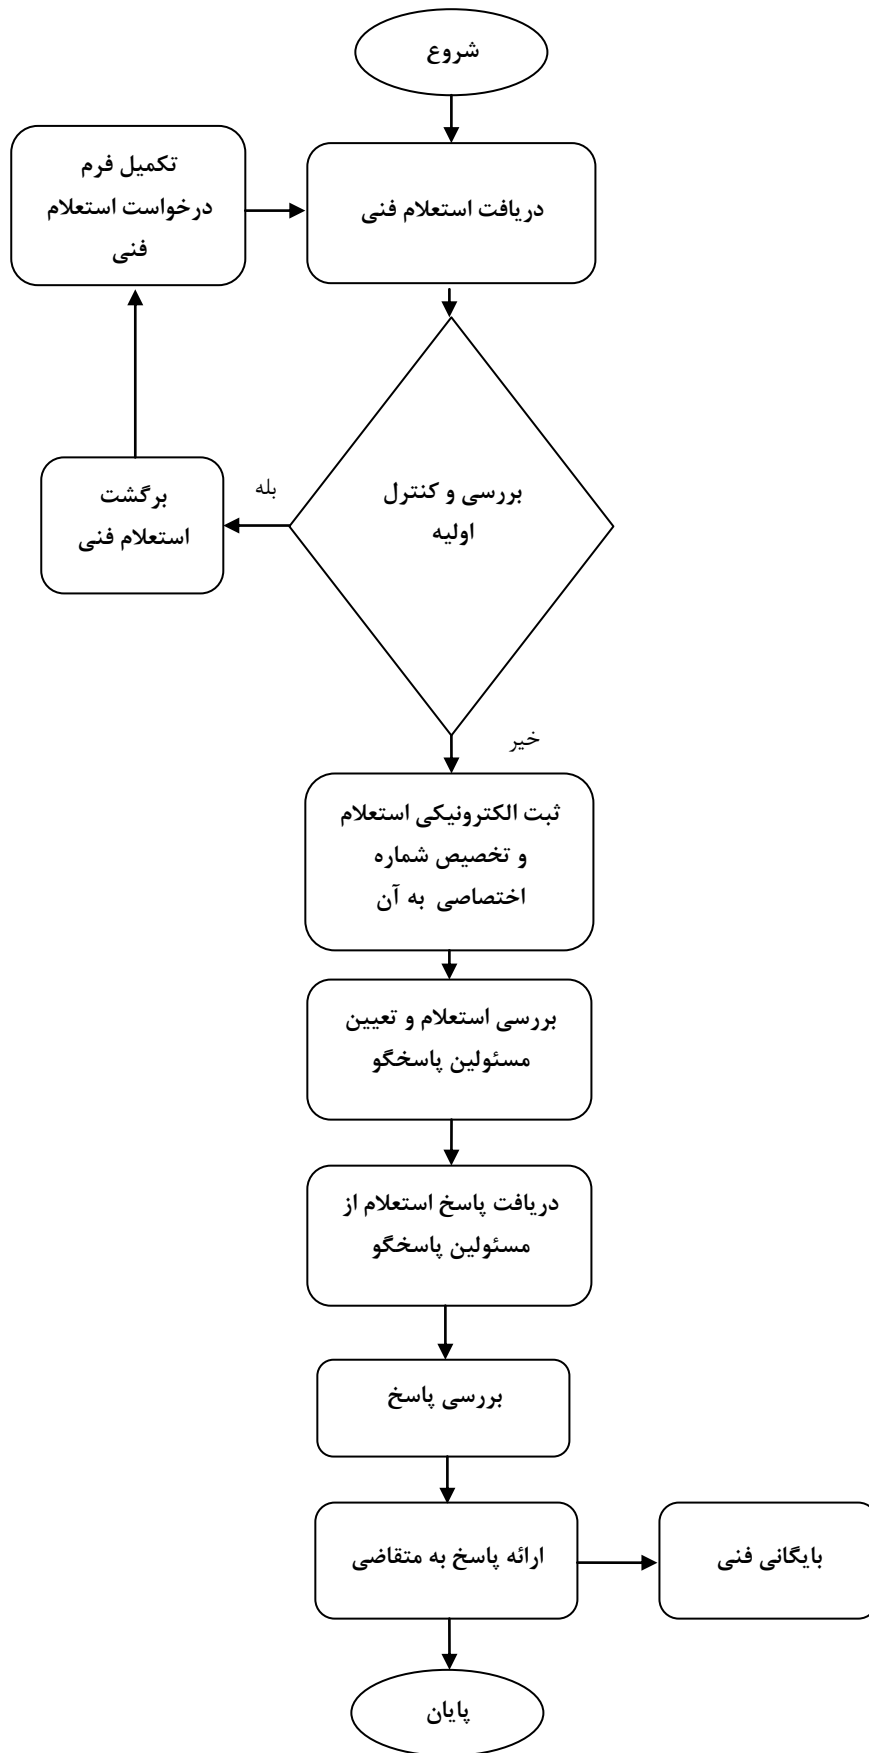 شروع
تکمیل فرم
درخواست استعلام
فنی
دریافت استعلام فنی
بررسی و کنترل
اولیه
بله
برگشت
استعلام فنی
خیر
ثبت الکترونیکی استعلام
و تخصیص شماره
اختصاصی به آن
بررسی استعلام و تعیین
مسئولین پاسخگو
دریافت پاسخ استعلام از
مسئولین پاسخگو
بررسی پاسخ
ارائه پاسخ به متقاضی
بایگانی فنی
پایان